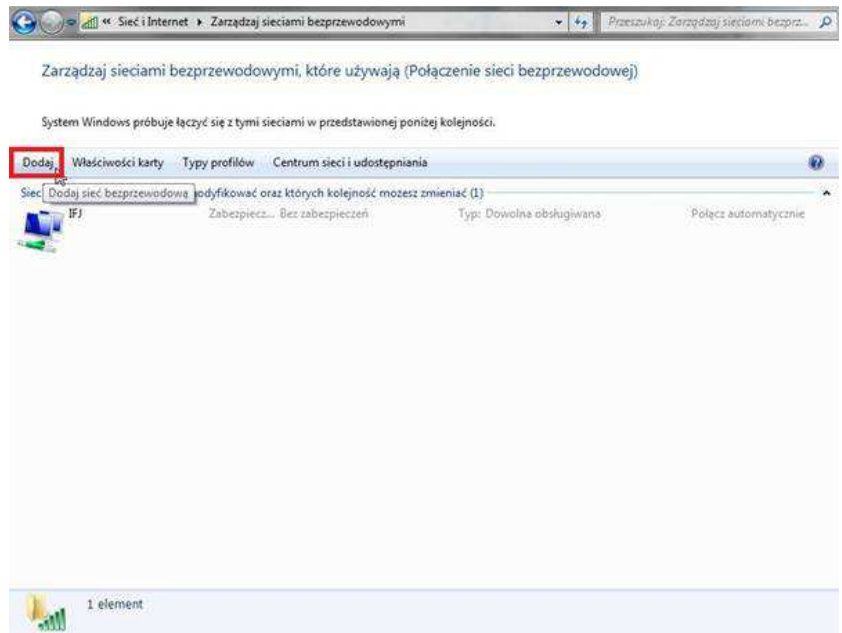 « Sieć i Internet ▸ Zarządzaj sieciami bezprzewodowymi
Przeszukaj: Zarządzaj sieciami bezprz...
Zarządzaj sieciami bezprzewodowymi, które używają (Połączenie sieci bezprzewodowej)
System Windows próbuje łączyć się z tymi sieciami w przedstawionej poniżej kolejności.
Dodaj Właściwości karty Typy profilów Centrum sieci i udostępniania
Siec modyfikować oraz których kolejność możesz zmieniać (1)
Dodaj sieć bezprzewodową
IFJ Zabezpiecz... Bez zabezpieczeń Typ: Dowolna obsługiwana Połącz automatycznie
1 element